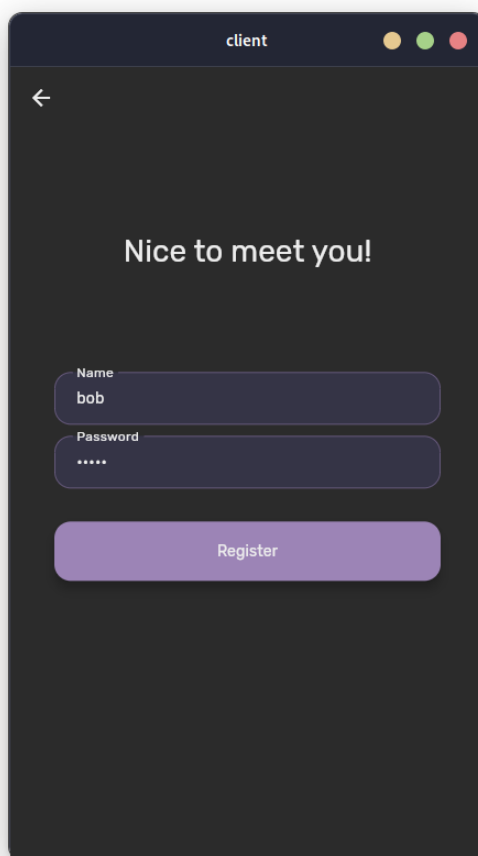 client
Nice to meet you!
Name
bob
Password
•••••
Register